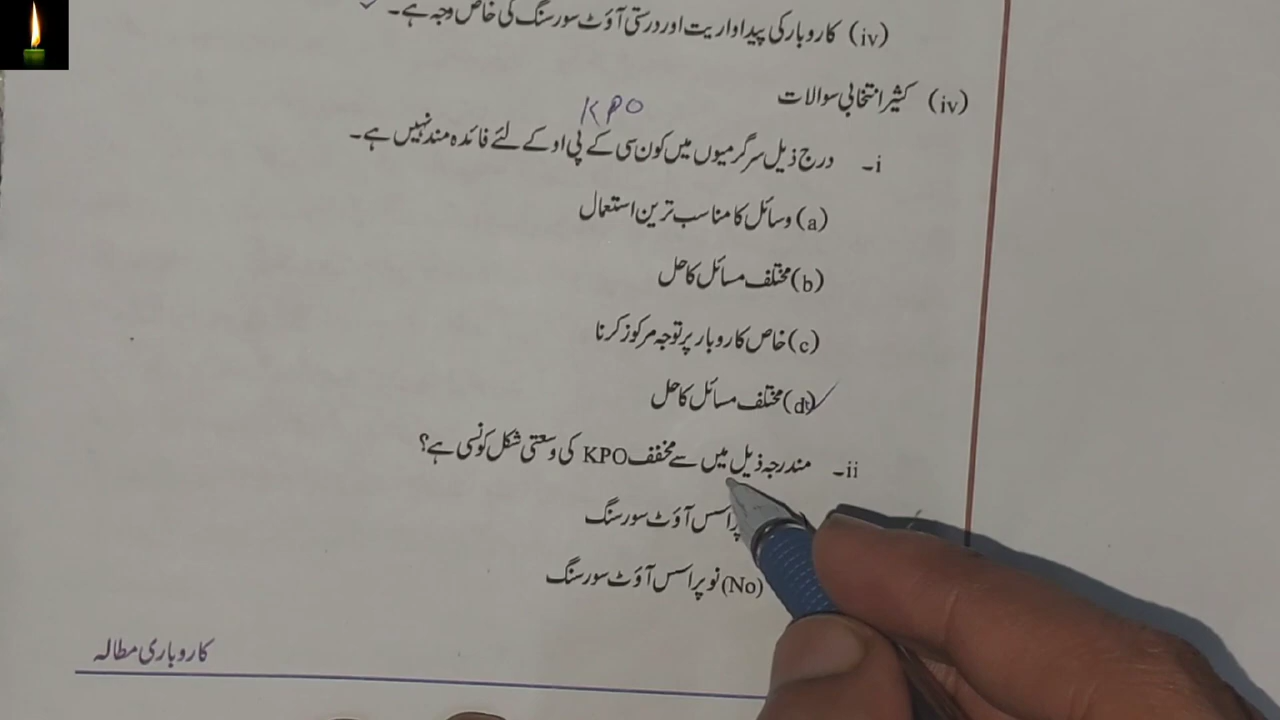 (iv) کاروبار کی پیداواریت اور درستی آؤٹ سورسنگ کی خاص وجہ ہے۔
(iv) کثیر انتخابی سوالات
KPO
i۔ درج ذیل سرگرمیوں میں کون سی کے پی او کے لئے فائدہ مند نہیں ہے۔
(a) وسائل کا مناسب ترین استعمال
(b) مختلف مسائل کا حل
(c) خاص کاروبار پر توجہ مرکوز کرنا
(d) مختلف مسائل کا حل
ii۔ مندرجہ ذیل میں سے مخفف KPO کی وسعتی شکل کونسی ہے؟
پراسس آؤٹ سورسنگ
(No) نو پراسس آؤٹ سورسنگ
کاروباری مطالہ